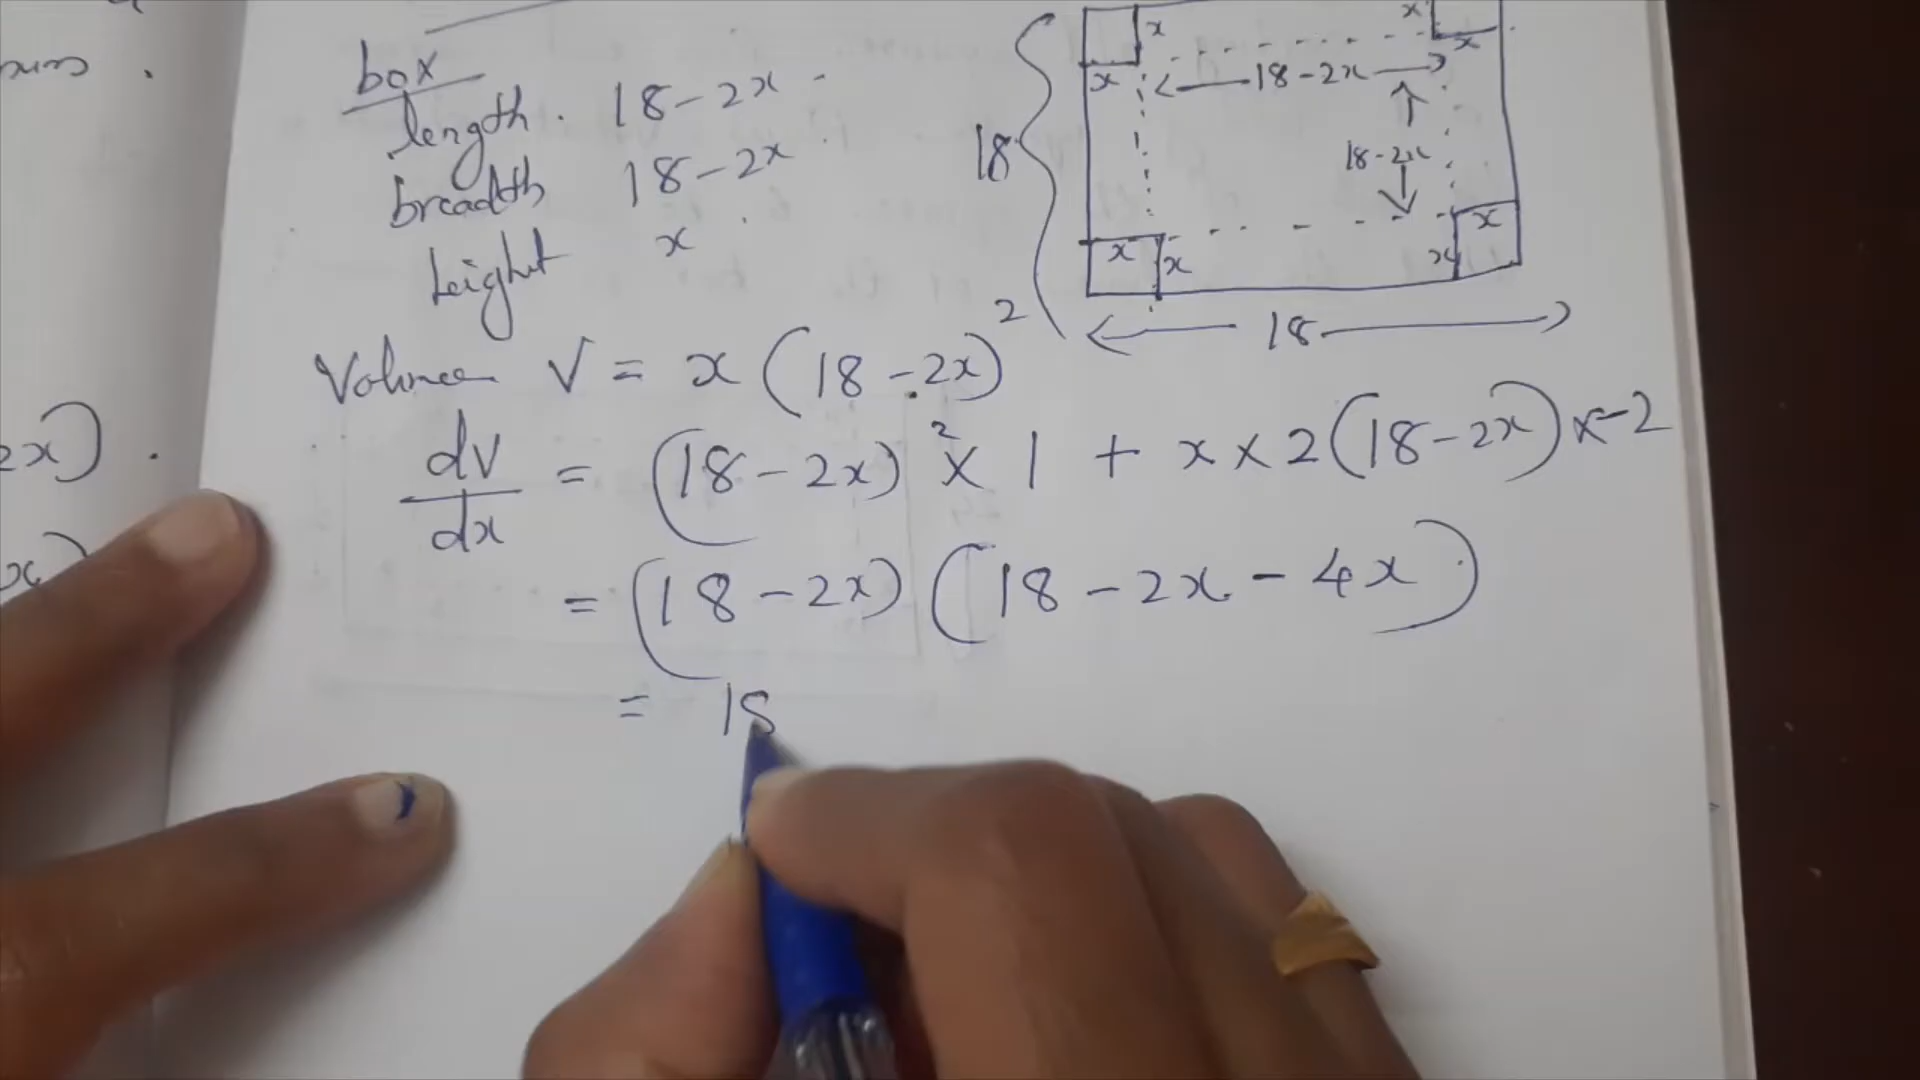 box
length . 18-2x
breadth 18-2x
height x
x x
x x
18-2x
18
18-2x
x x
x x
18
Volume V = x (18-2x)²
dv/dx = (18-2x)² x 1 + x x 2(18-2x) x -2
= (18-2x) (18-2x-4x)
= 18
2x) .
x)